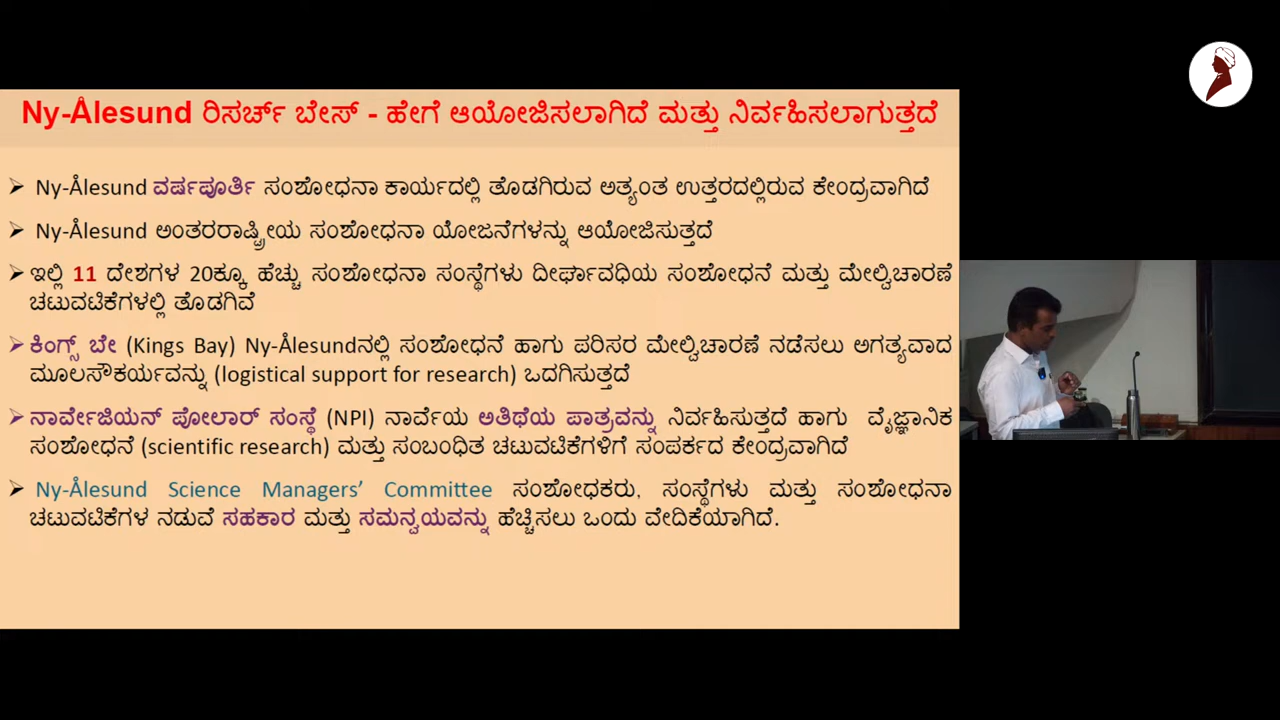 Ny-Ålesund ರಿಸರ್ಚ್ ಬೇಸ್ - ಹೇಗೆ ಆಯೋಜಿಸಲಾಗಿದೆ ಮತ್ತು ನಿರ್ವಹಿಸಲಾಗುತ್ತದೆ
➢ Ny-Ålesund ವರ್ಷಪೂರ್ತಿ ಸಂಶೋಧನಾ ಕಾರ್ಯದಲ್ಲಿ ತೊಡಗಿರುವ ಅತ್ಯಂತ ಉತ್ತರದಲ್ಲಿರುವ ಕೇಂದ್ರವಾಗಿದೆ
➢ Ny-Ålesund ಅಂತರರಾಷ್ಟ್ರೀಯ ಸಂಶೋಧನಾ ಯೋಜನೆಗಳನ್ನು ಆಯೋಜಿಸುತ್ತದೆ
➢ ಇಲ್ಲಿ 11 ದೇಶಗಳ 20ಕ್ಕೂ ಹೆಚ್ಚು ಸಂಶೋಧನಾ ಸಂಸ್ಥೆಗಳು ದೀರ್ಘಾವಧಿಯ ಸಂಶೋಧನೆ ಮತ್ತು ಮೇಲ್ವಿಚಾರಣೆ
ಚಟುವಟಿಕೆಗಳಲ್ಲಿ ತೊಡಗಿವೆ
➢ ಕಿಂಗ್ಸ್ ಬೇ (Kings Bay) Ny-Ålesundನಲ್ಲಿ ಸಂಶೋಧನೆ ಹಾಗು ಪರಿಸರ ಮೇಲ್ವಿಚಾರಣೆ ನಡೆಸಲು ಅಗತ್ಯವಾದ
ಮೂಲಸೌಕರ್ಯವನ್ನು (logistical support for research) ಒದಗಿಸುತ್ತದೆ
➢ ನಾರ್ವೇಜಿಯನ್ ಪೋಲಾರ್ ಸಂಸ್ಥೆ (NPI) ನಾರ್ವೆಯ ಅತಿಥೆಯ ಪಾತ್ರವನ್ನು ನಿರ್ವಹಿಸುತ್ತದೆ ಹಾಗು ವೈಜ್ಞಾನಿಕ
ಸಂಶೋಧನೆ (scientific research) ಮತ್ತು ಸಂಬಂಧಿತ ಚಟುವಟಿಕೆಗಳಿಗೆ ಸಂಪರ್ಕದ ಕೇಂದ್ರವಾಗಿದೆ
➢ Ny-Ålesund Science Managers’ Committee ಸಂಶೋಧಕರು, ಸಂಸ್ಥೆಗಳು ಮತ್ತು ಸಂಶೋಧನಾ
ಚಟುವಟಿಕೆಗಳ ನಡುವೆ ಸಹಕಾರ ಮತ್ತು ಸಮನ್ವಯವನ್ನು ಹೆಚ್ಚಿಸಲು ಒಂದು ವೇದಿಕೆಯಾಗಿದೆ.